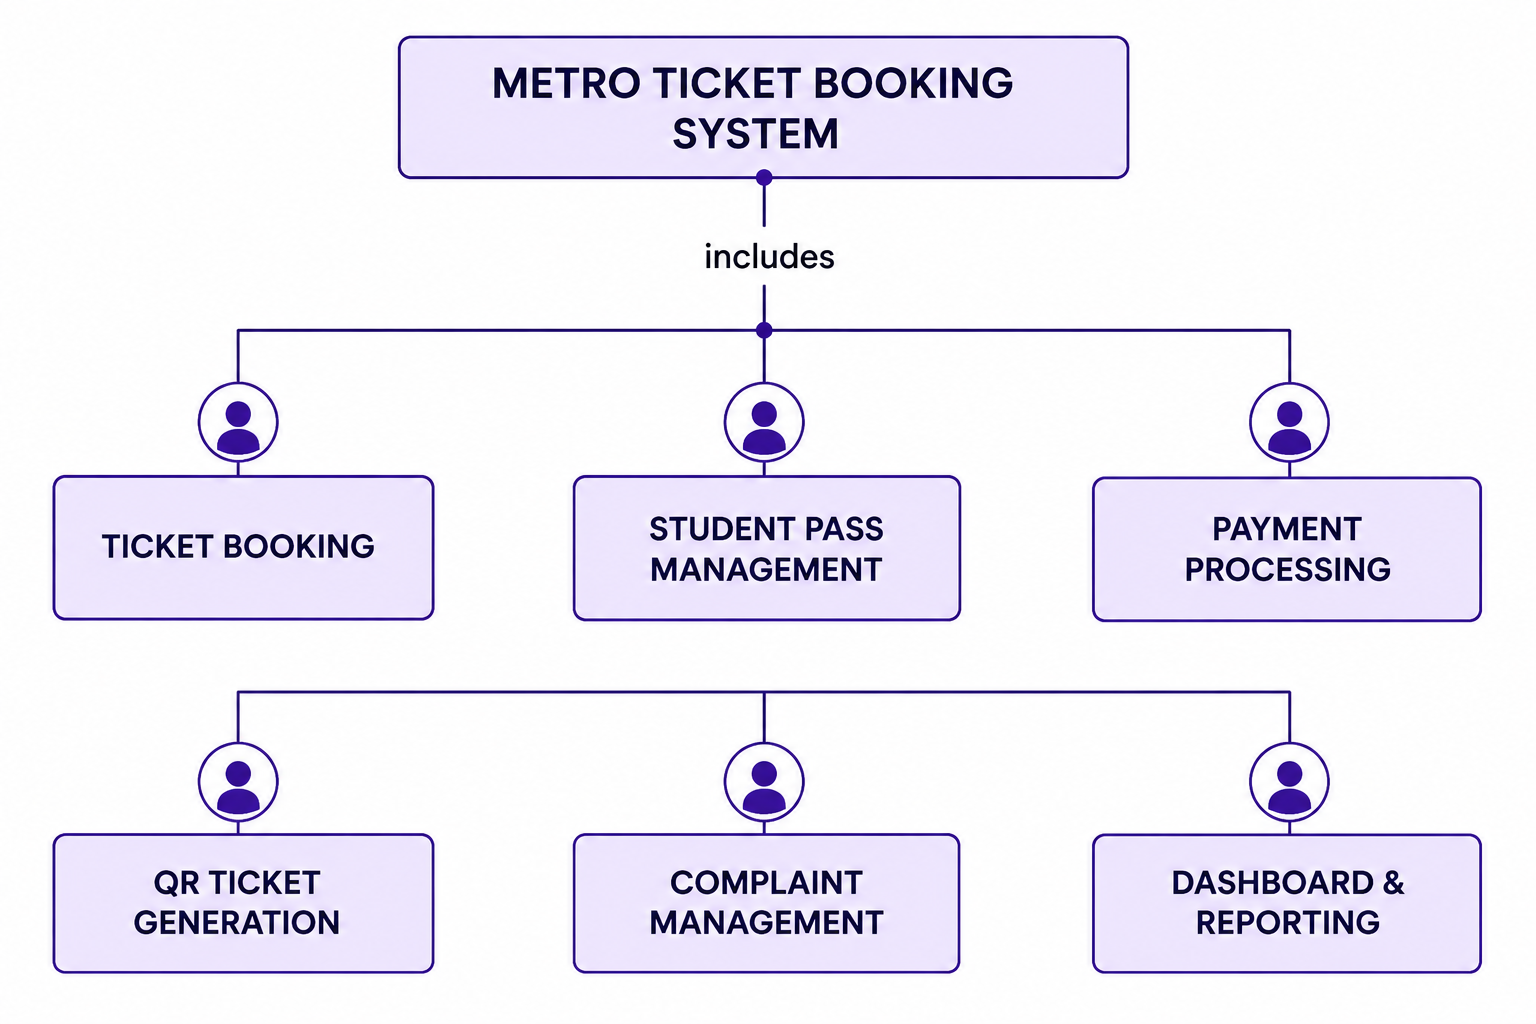 METRO TICKET BOOKING
SYSTEM
includes
TICKET BOOKING
STUDENT PASS
MANAGEMENT
PAYMENT
PROCESSING
QR TICKET
GENERATION
COMPLAINT
MANAGEMENT
DASHBOARD &
REPORTING